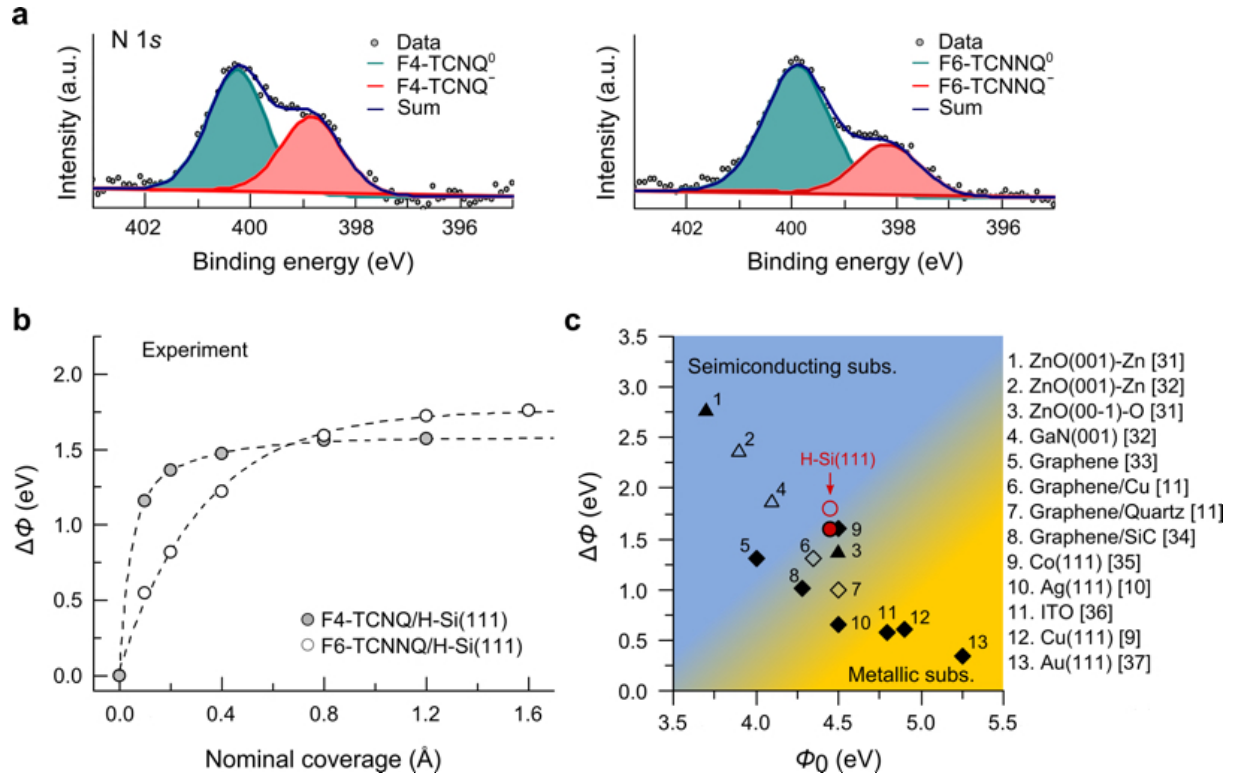 a
N 1s
Data
F4-TCNQ⁰
F4-TCNQ⁻
Sum
Intensity (a.u.)
402 400 398 396
Binding energy (eV)
Data
F6-TCNNQ⁰
F6-TCNNQ⁻
Sum
Intensity (a.u.)
402 400 398 396
Binding energy (eV)
b
Experiment
2.0
1.5
1.0
0.5
0.0
ΔΦ (eV)
F4-TCNQ/H-Si(111)
F6-TCNNQ/H-Si(111)
0.0 0.4 0.8 1.2 1.6
Nominal coverage (Å)
c
3.5
3.0
2.5
2.0
1.5
1.0
0.5
0.0
ΔΦ (eV)
Seimiconducting subs.
1
2
H-Si(111)
4
9
5
6
3
8
7
10
11
12
13
Metallic subs.
3.5 4.0 4.5 5.0 5.5
Φ0 (eV)
1. ZnO(001)-Zn [31]
2. ZnO(001)-Zn [32]
3. ZnO(00-1)-O [31]
4. GaN(001) [32]
5. Graphene [33]
6. Graphene/Cu [11]
7. Graphene/Quartz [11]
8. Graphene/SiC [34]
9. Co(111) [35]
10. Ag(111) [10]
11. ITO [36]
12. Cu(111) [9]
13. Au(111) [37]